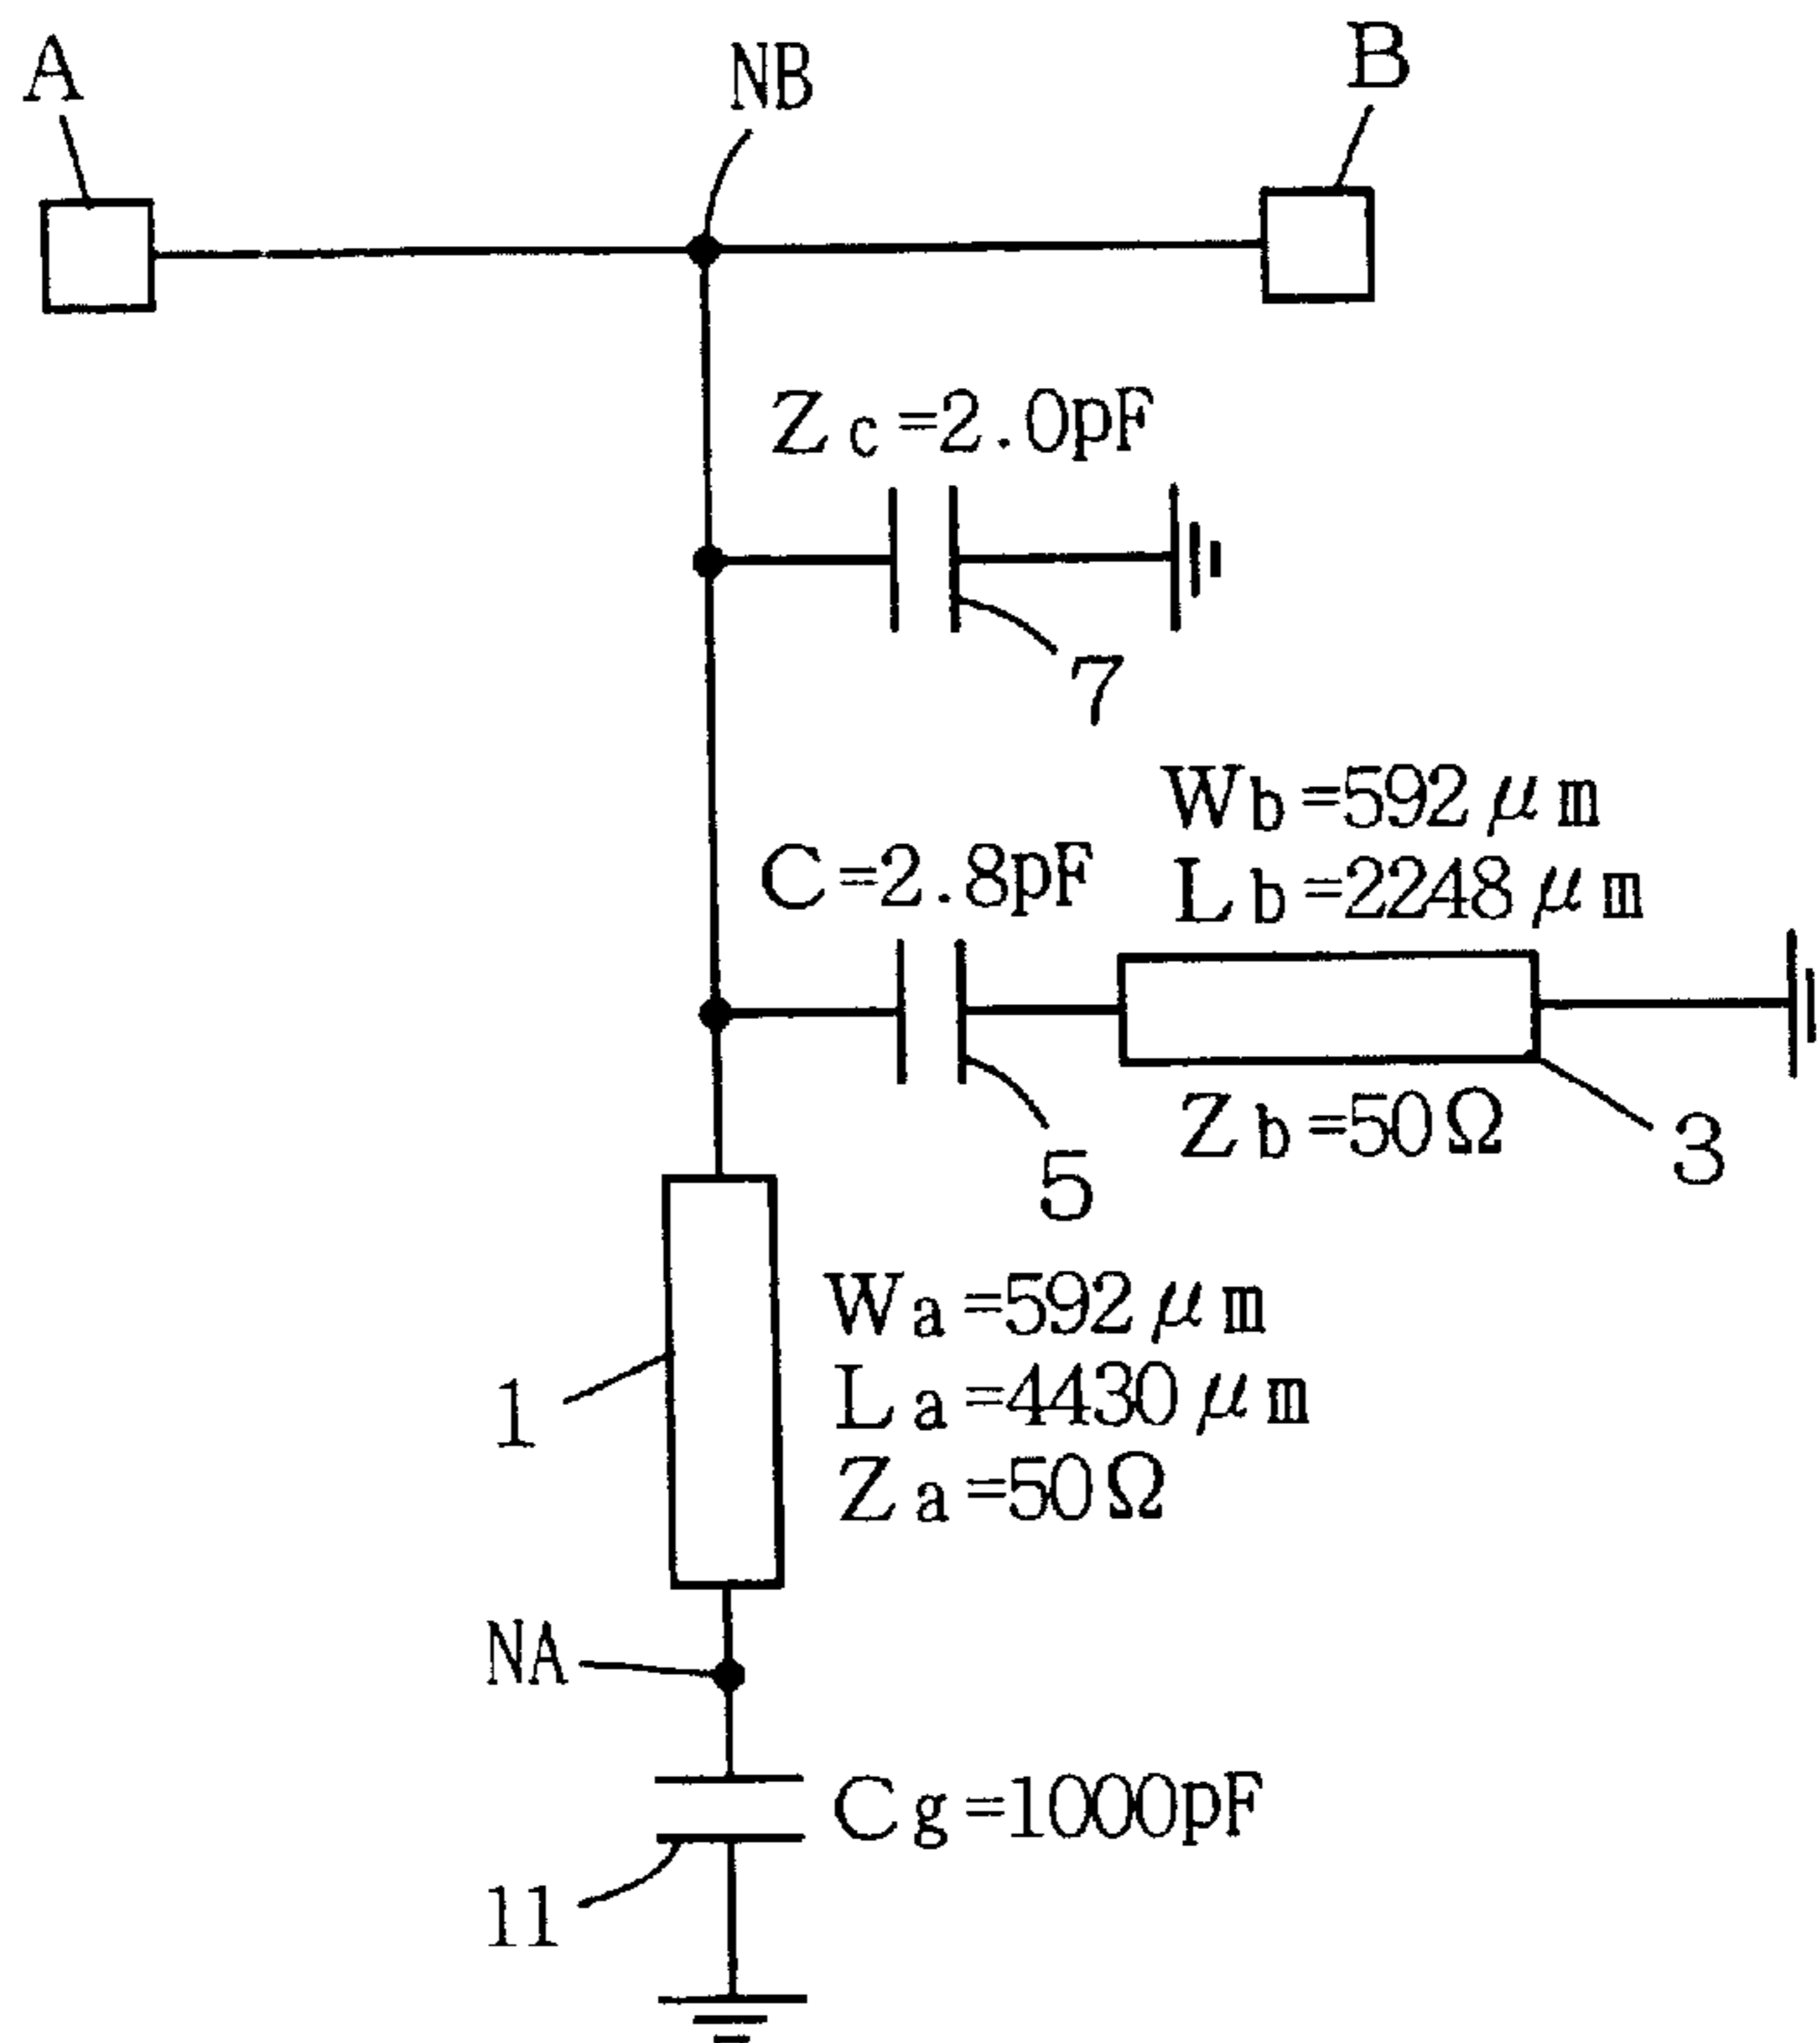 A
NB
B
Zc=2.0pF
7
Wb=592μm
Lb=2248μm
C=2.8pF
Zb=50Ω
3
5
Wa=592μm
La=4430μm
Za=50Ω
1
NA
Cg=1000pF
11